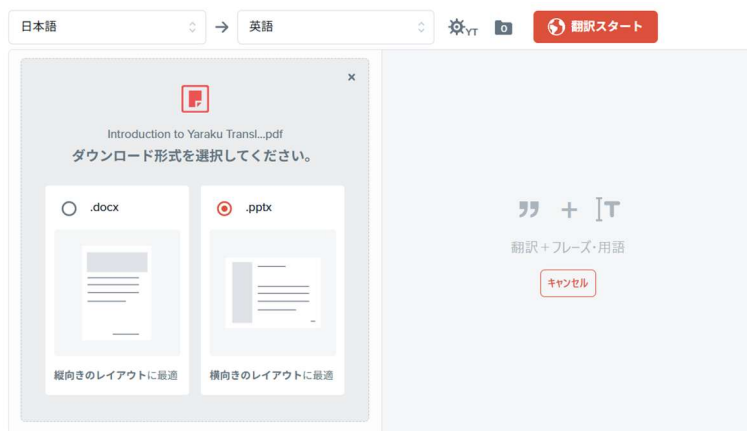 日本語
英語
YT
0
翻訳スタート
×
Introduction to Yaraku Transl...pdf
ダウンロード形式を選択してください。
.docx
.pptx
縦向きのレイアウトに最適
横向きのレイアウトに最適
翻訳+フレーズ・用語
キャンセル